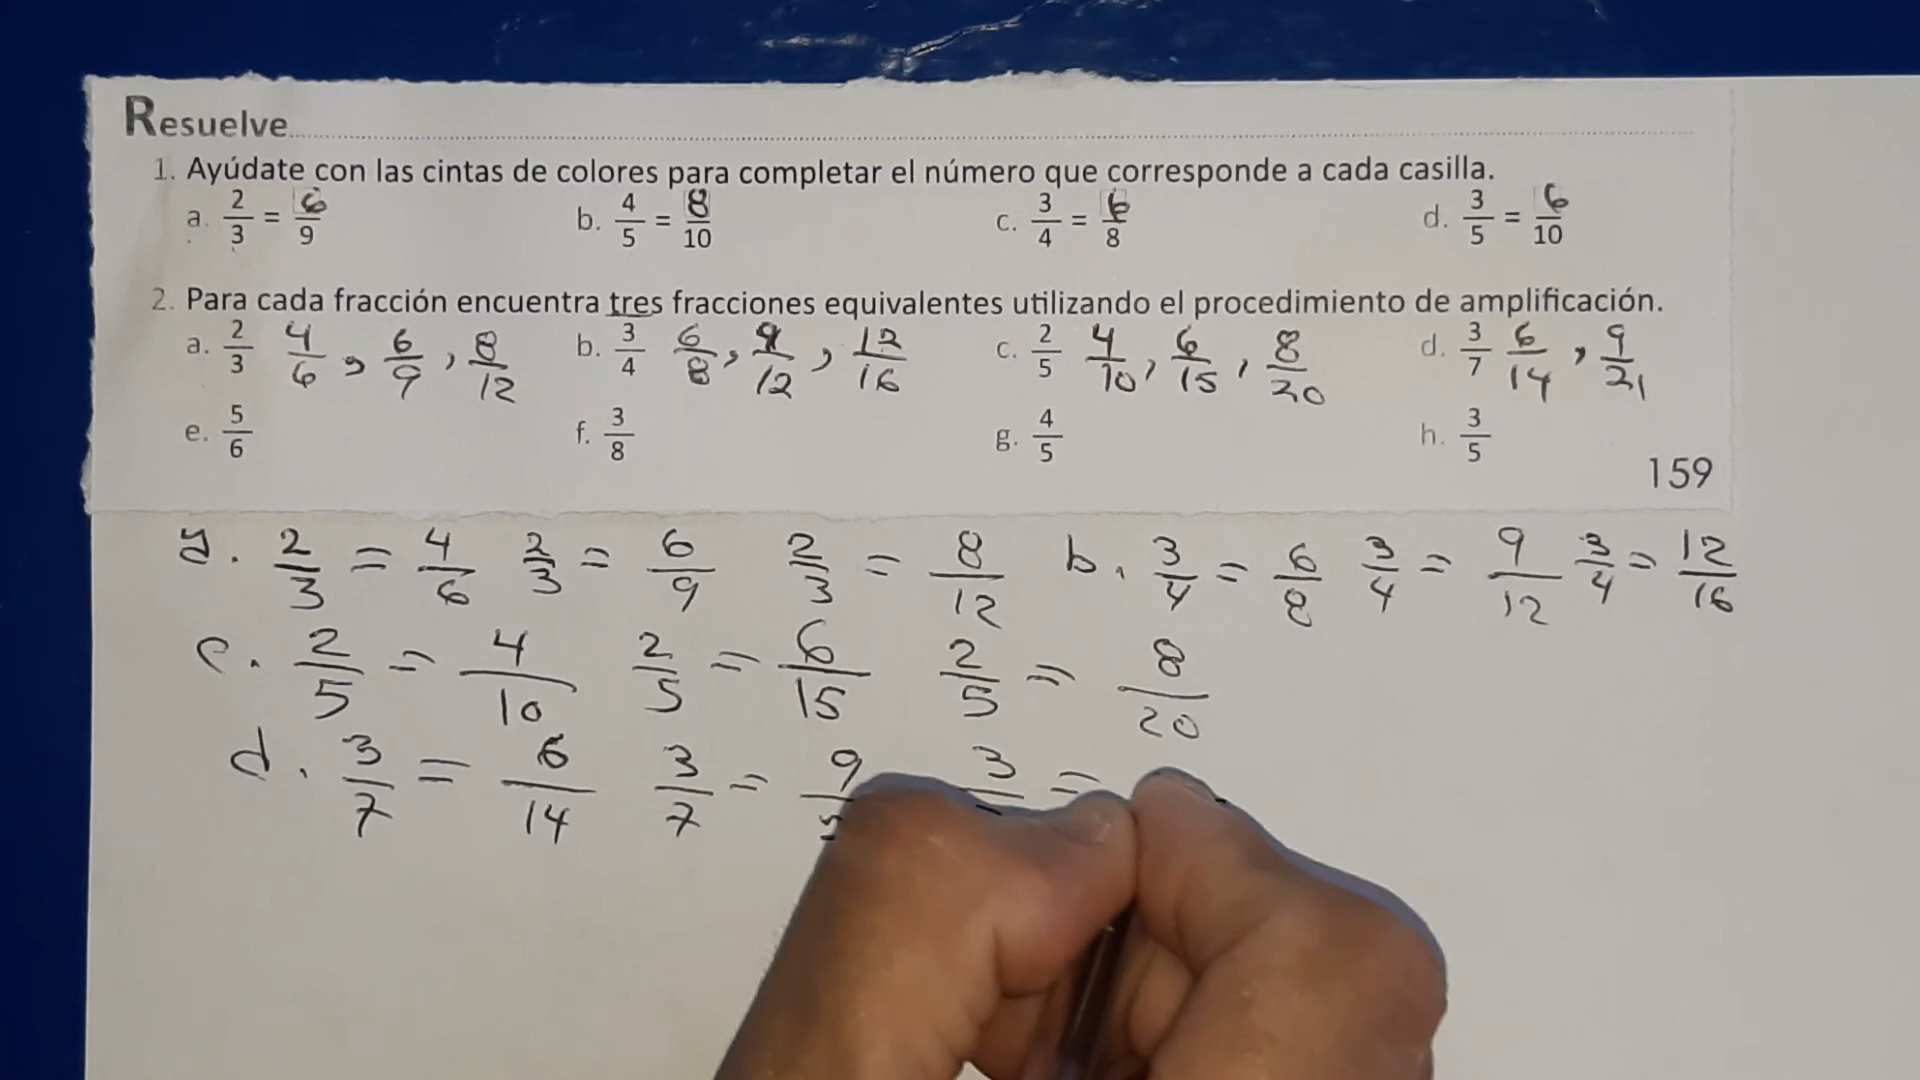 Resuelve
1. Ayúdate con las cintas de colores para completar el número que corresponde a cada casilla.
a. 2/3 = 6/9 b. 4/5 = 8/10 c. 3/4 = 6/8 d. 3/5 = 6/10
2. Para cada fracción encuentra tres fracciones equivalentes utilizando el procedimiento de amplificación.
a. 2/3 4/6, 6/9, 8/12 b. 3/4 6/8, 9/12, 12/16 c. 2/5 4/10, 6/15, 8/20 d. 3/7 6/14, 9/21
e. 5/6 f. 3/8 g. 4/5 h. 3/5
159
a. 2/3 = 4/6 2/3 = 6/9 2/3 = 8/12 b. 3/4 = 6/8 3/4 = 9/12 3/4 = 12/16
c. 2/5 = 4/10 2/5 = 6/15 2/5 = 8/20
d. 3/7 = 6/14 3/7 = 9/ 3/ =